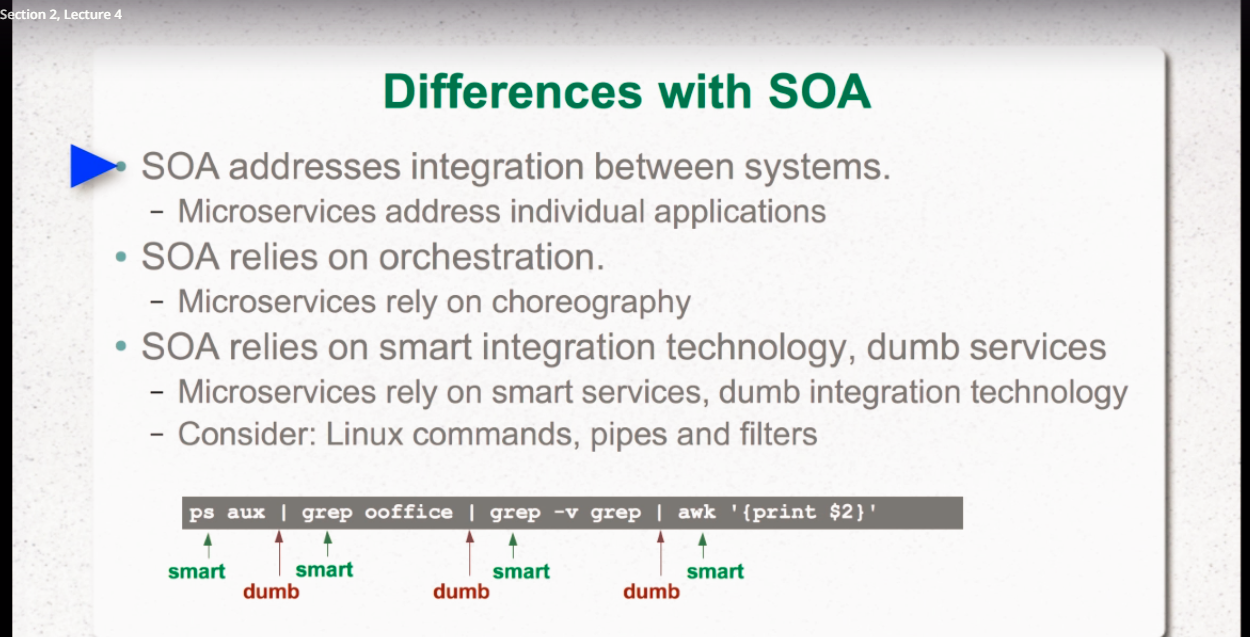 Section 2, Lecture 4
Differences with SOA
• SOA addresses integration between systems.
– Microservices address individual applications
• SOA relies on orchestration.
– Microservices rely on choreography
• SOA relies on smart integration technology, dumb services
– Microservices rely on smart services, dumb integration technology
– Consider: Linux commands, pipes and filters
ps aux | grep ooffice | grep -v grep | awk '{print $2}'
smart smart smart smart
dumb dumb dumb